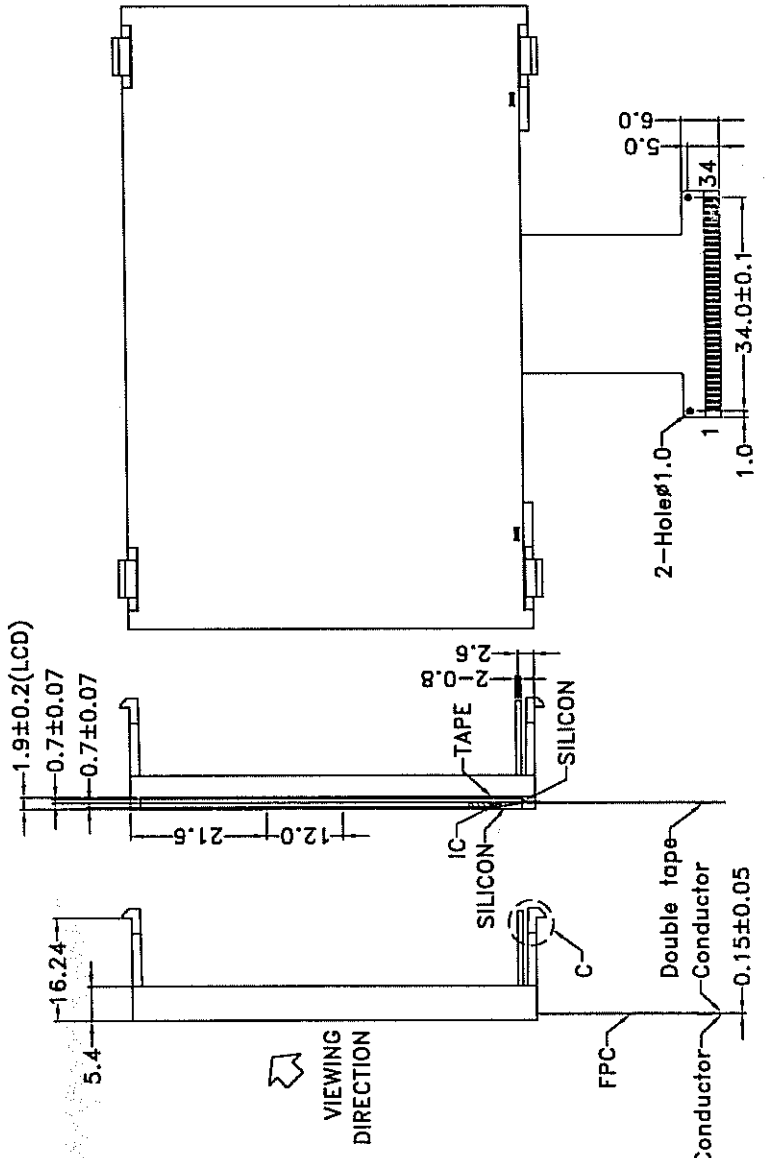 6.0
5.0
34
34.0±0.1
1
1.0
2-Holeø1.0
1.9±0.2(LCD)
0.7±0.07
0.7±0.07
2.6
2-0.8
TAPE
SILICON
IC
SILICON
21.6
12.0
Double tape
16.24
5.4
C
VIEWING
DIRECTION
FPC
Conductor
Conductor
0.15±0.05